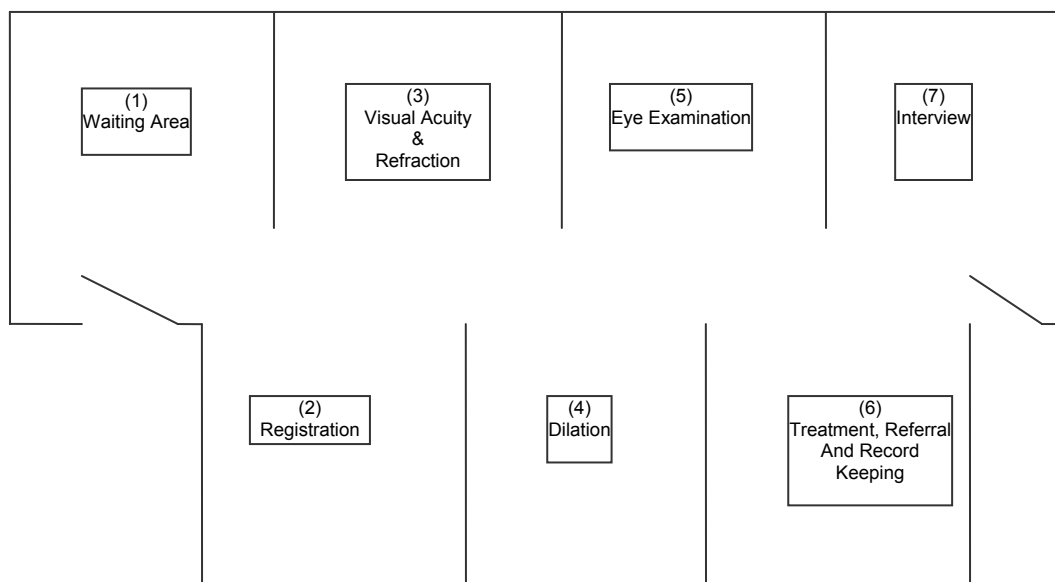 (1)
Waiting Area
(3)
Visual Acuity
&
Refraction
(5)
Eye Examination
(7)
Interview
(2)
Registration
(4)
Dilation
(6)
Treatment, Referral
And Record
Keeping